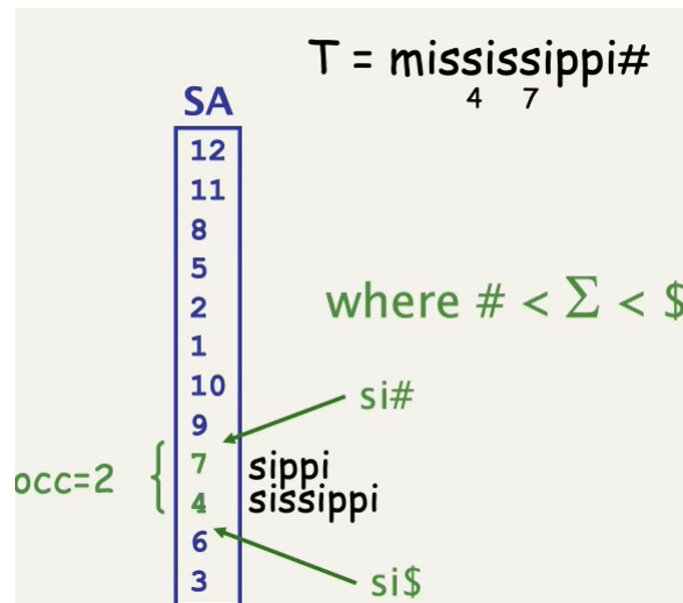 T = mississippi#
4 7
SA
12
11
8
5
2
1
10
9
7
4
6
3
where # < Σ < $
si#
occ=2
sippi
sissippi
si$